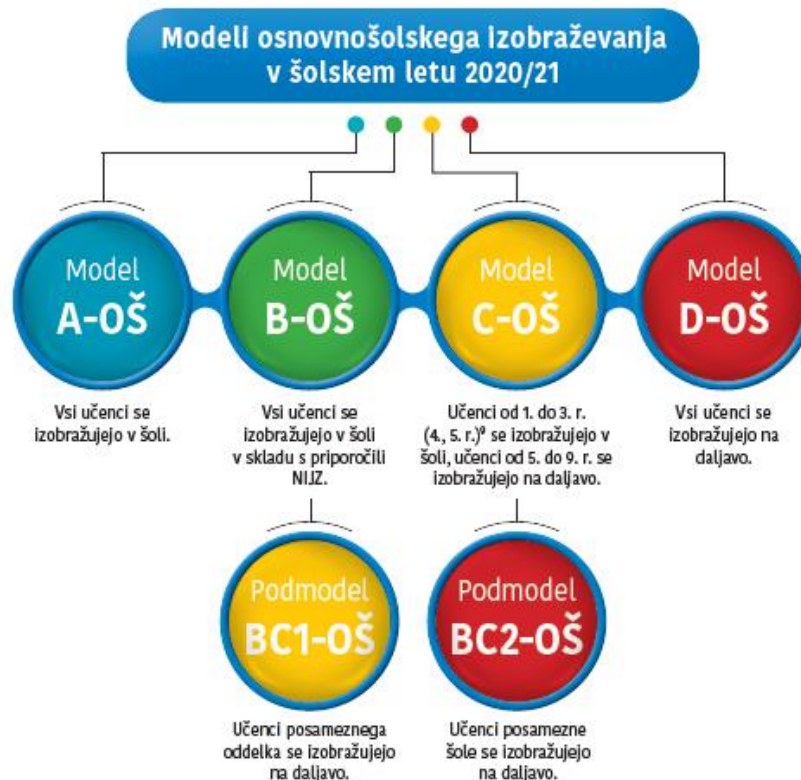 Modeli osnovnošolskega izobraževanja
v šolskem letu 2020/21
Model
A-OŠ
Vsi učenci se
izobražujejo v šoli.
Model
B-OŠ
Vsi učenci se
izobražujejo v šoli
v skladu s priporočili
NIJZ.
Model
C-OŠ
Učenci od 1. do 3. r.
(4., 5. r.)⁹ se izobražujejo v
šoli, učenci od 5. do 9. r. se
izobražujejo na daljavo.
Model
D-OŠ
Vsi učenci se
izobražujejo na
daljavo.
Podmodel
BC1-OŠ
Učenci posameznega
oddelka se izobražujejo
na daljavo.
Podmodel
BC2-OŠ
Učenci posamezne
šole se izobražujejo
na daljavo.